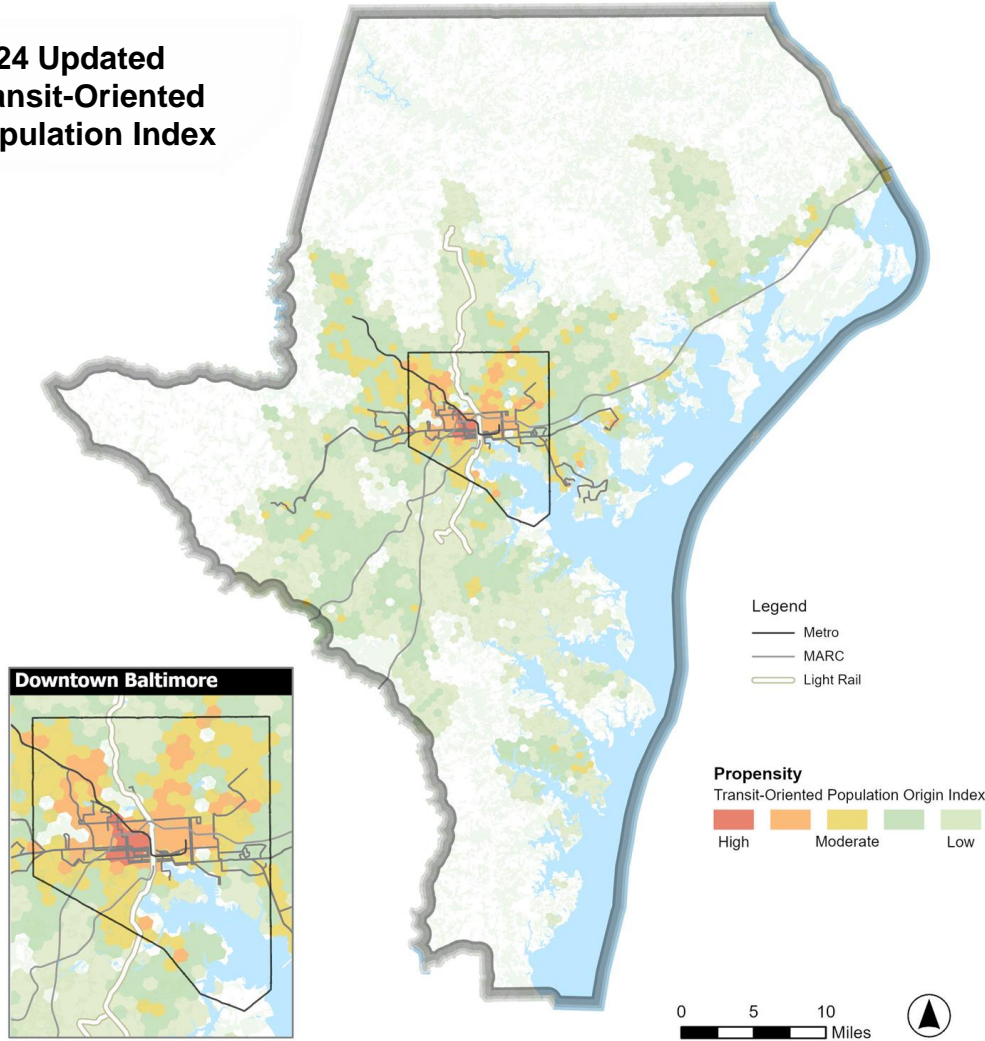 24 Updated
ansit-Oriented
pulation Index
Legend
Metro
MARC
Light Rail
Downtown Baltimore
Propensity
Transit-Oriented Population Origin Index
High Moderate Low
0 5 10
Miles